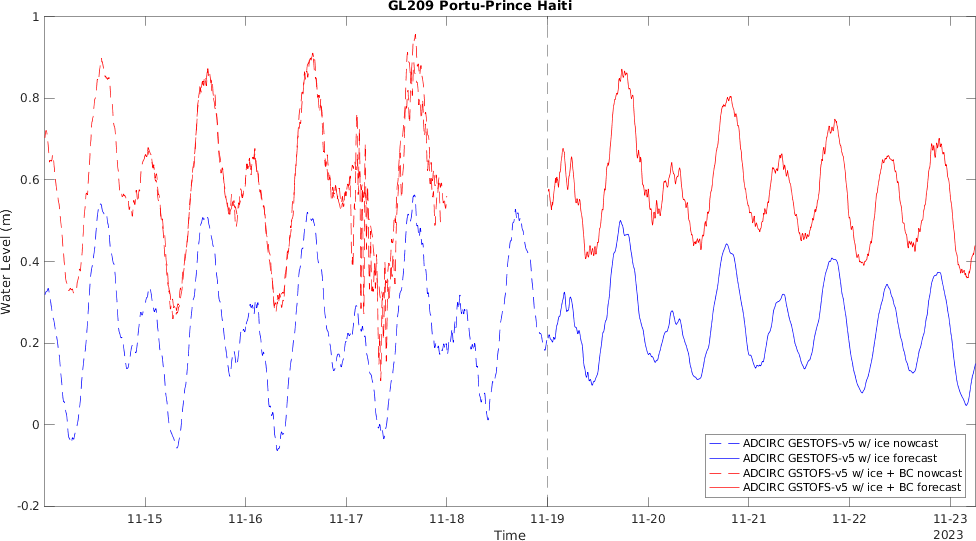 GL209 Portu-Prince Haiti
Water Level (m)
1
0.8
0.6
0.4
0.2
0
-0.2
11-15 11-16 11-17 11-18 11-19 11-20 11-21 11-22 11-23
2023
Time
ADCIRC GESTOFS-v5 w/ ice nowcast
ADCIRC GESTOFS-v5 w/ ice forecast
ADCIRC GSTOFS-v5 w/ ice + BC nowcast
ADCIRC GSTOFS-v5 w/ ice + BC forecast